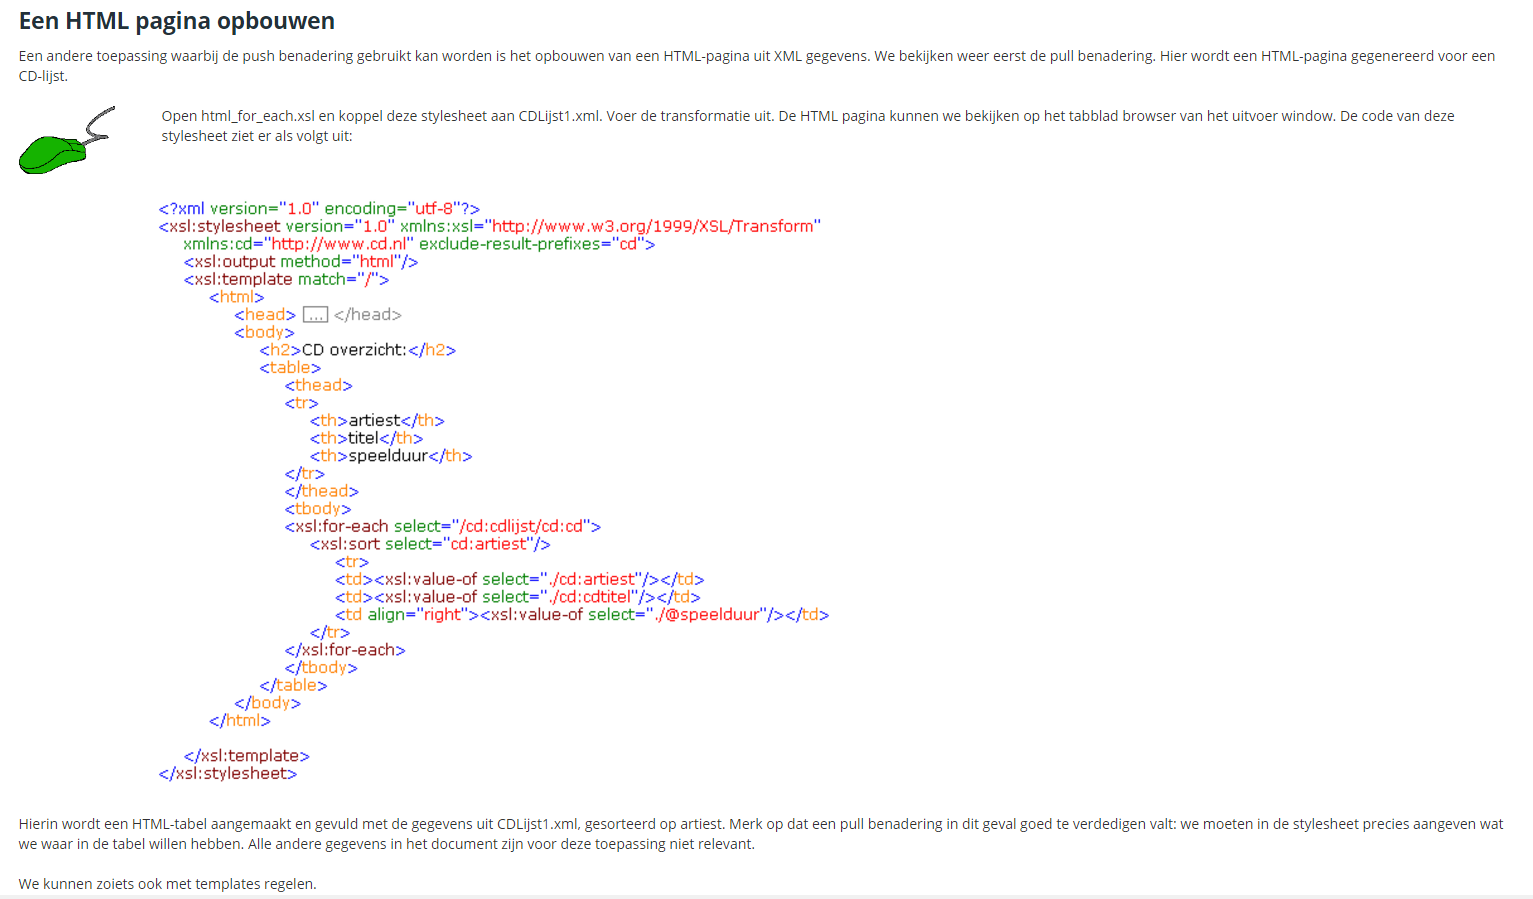 Een HTML pagina opbouwen
Een andere toepassing waarbij de push benadering gebruikt kan worden is het opbouwen van een HTML-pagina uit XML gegevens. We bekijken weer eerst de pull benadering. Hier wordt een HTML-pagina gegenereerd voor een
CD-lijst.
Open html_for_each.xsl en koppel deze stylesheet aan CDLijst1.xml. Voer de transformatie uit. De HTML pagina kunnen we bekijken op het tabblad browser van het uitvoer window. De code van deze
stylesheet ziet er als volgt uit:
<?xml version="1.0" encoding="utf-8"?>
<xsl:stylesheet version="1.0" xmlns:xsl="http://www.w3.org/1999/XSL/Transform"
xmlns:cd="http://www.cd.nl" exclude-result-prefixes="cd">
<xsl:output method="html"/>
<xsl:template match="/">
<html>
<head> ... </head>
<body>
<h2>CD overzicht:</h2>
<table>
<thead>
<tr>
<th>artiest</th>
<th>titel</th>
<th>speelduur</th>
</tr>
</thead>
<tbody>
<xsl:for-each select="/cd:cdlijst/cd:cd">
<xsl:sort select="cd:artiest"/>
<tr>
<td><xsl:value-of select="./cd:artiest"/></td>
<td><xsl:value-of select="./cd:cdtitel"/></td>
<td align="right"><xsl:value-of select="./@speelduur"/></td>
</tr>
</xsl:for-each>
</tbody>
</table>
</body>
</html>
</xsl:template>
</xsl:stylesheet>
Hierin wordt een HTML-tabel aangemaakt en gevuld met de gegevens uit CDLijst1.xml, gesorteerd op artiest. Merk op dat een pull benadering in dit geval goed te verdedigen valt: we moeten in de stylesheet precies aangeven wat
we waar in de tabel willen hebben. Alle andere gegevens in het document zijn voor deze toepassing niet relevant.
We kunnen zoiets ook met templates regelen.